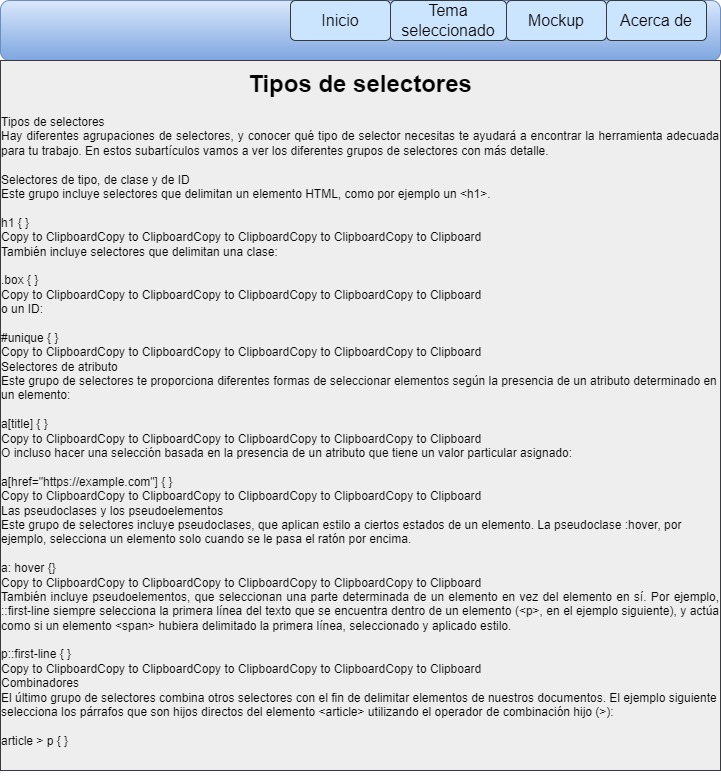 Inicio
Tema
seleccionado
Mockup
Acerca de
Tipos de selectores
Tipos de selectores
Hay diferentes agrupaciones de selectores, y conocer qué tipo de selector necesitas te ayudará a encontrar la herramienta adecuada
para tu trabajo. En estos subartículos vamos a ver los diferentes grupos de selectores con más detalle.
Selectores de tipo, de clase y de ID
Este grupo incluye selectores que delimitan un elemento HTML, como por ejemplo un <h1>.
h1 { }
Copy to ClipboardCopy to ClipboardCopy to ClipboardCopy to ClipboardCopy to Clipboard
También incluye selectores que delimitan una clase:
.box { }
Copy to ClipboardCopy to ClipboardCopy to ClipboardCopy to ClipboardCopy to Clipboard
o un ID:
#unique { }
Copy to ClipboardCopy to ClipboardCopy to ClipboardCopy to ClipboardCopy to Clipboard
Selectores de atributo
Este grupo de selectores te proporciona diferentes formas de seleccionar elementos según la presencia de un atributo determinado en
un elemento:
a[title] { }
Copy to ClipboardCopy to ClipboardCopy to ClipboardCopy to ClipboardCopy to Clipboard
O incluso hacer una selección basada en la presencia de un atributo que tiene un valor particular asignado:
a[href="https://example.com"] { }
Copy to ClipboardCopy to ClipboardCopy to ClipboardCopy to ClipboardCopy to Clipboard
Las pseudoclases y los pseudoelementos
Este grupo de selectores incluye pseudoclases, que aplican estilo a ciertos estados de un elemento. La pseudoclase :hover, por
ejemplo, selecciona un elemento solo cuando se le pasa el ratón por encima.
a: hover {}
Copy to ClipboardCopy to ClipboardCopy to ClipboardCopy to ClipboardCopy to Clipboard
También incluye pseudoelementos, que seleccionan una parte determinada de un elemento en vez del elemento en sí. Por ejemplo,
::first-line siempre selecciona la primera línea del texto que se encuentra dentro de un elemento (<p>, en el ejemplo siguiente), y actúa
como si un elemento <span> hubiera delimitado la primera línea, seleccionado y aplicado estilo.
p::first-line { }
Copy to ClipboardCopy to ClipboardCopy to ClipboardCopy to ClipboardCopy to Clipboard
Combinadores
El último grupo de selectores combina otros selectores con el fin de delimitar elementos de nuestros documentos. El ejemplo siguiente
selecciona los párrafos que son hijos directos del elemento <article> utilizando el operador de combinación hijo (>):
article > p { }